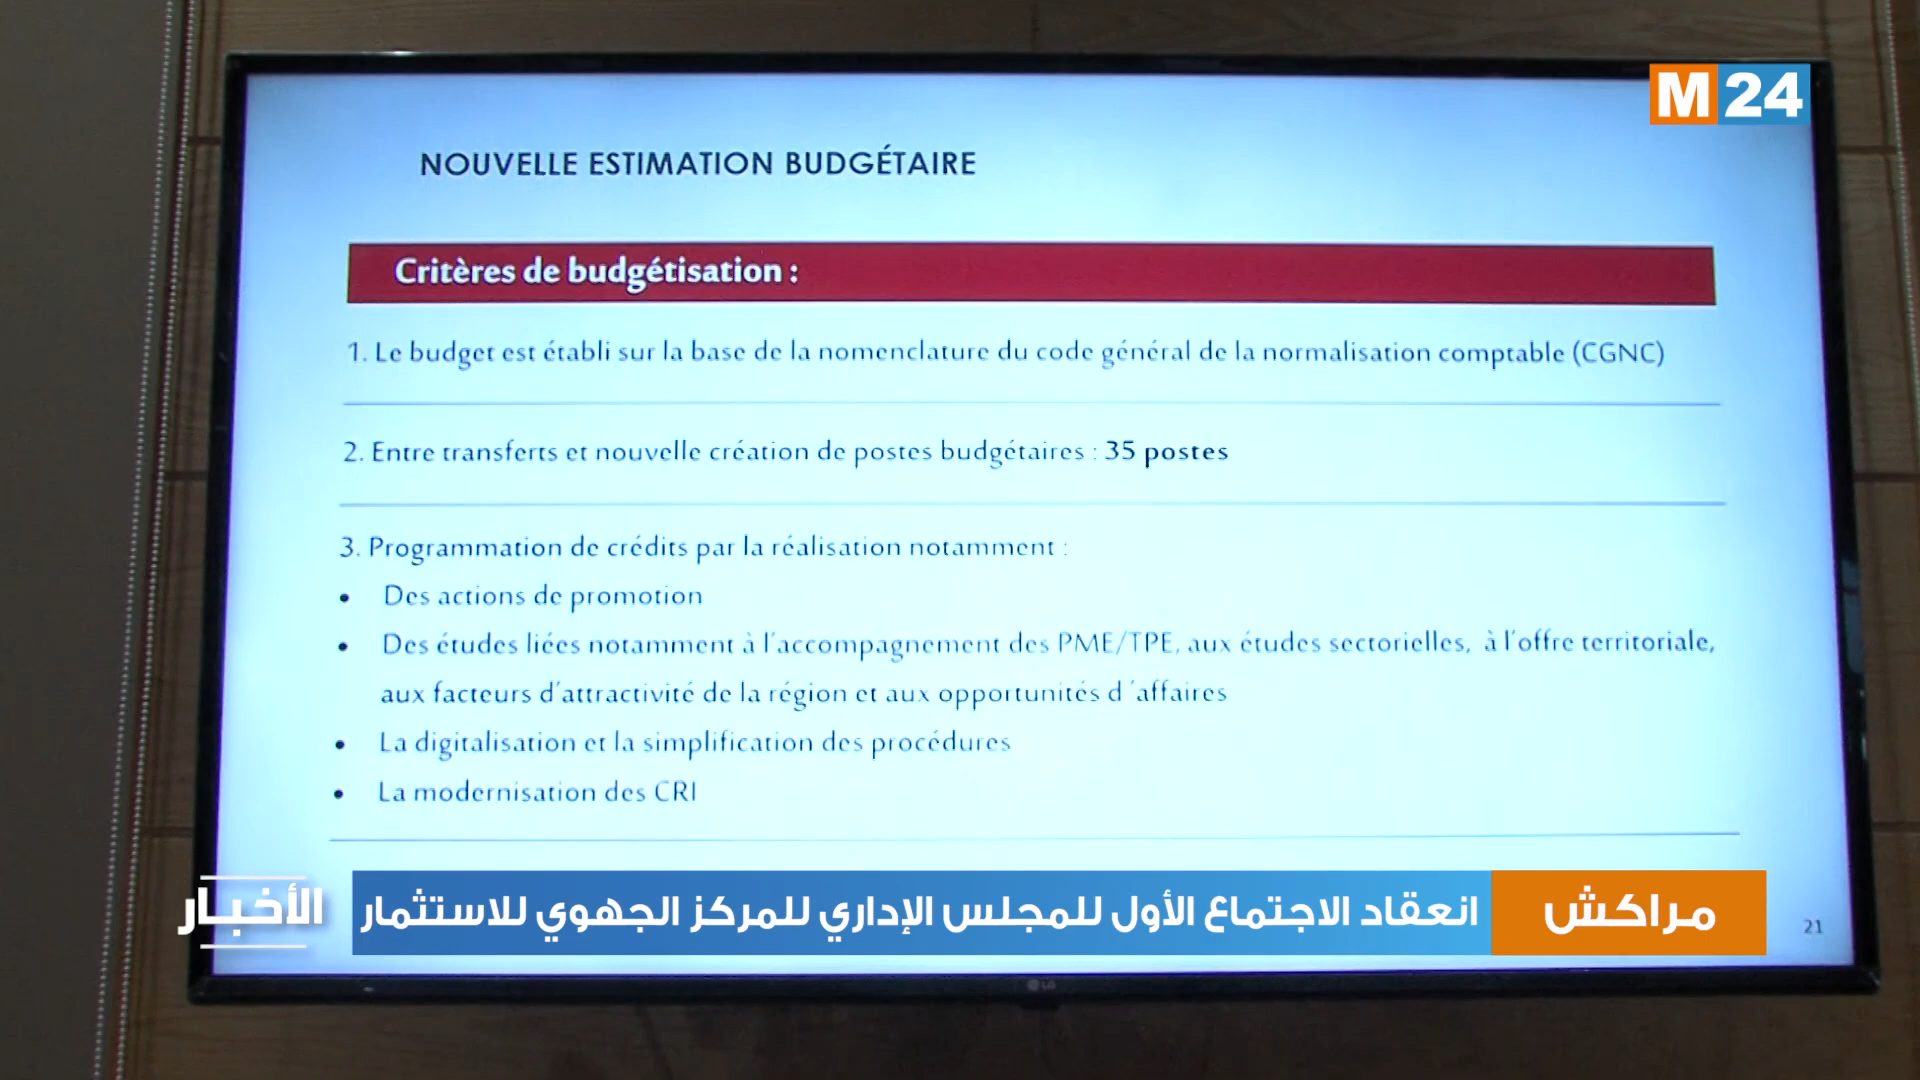 M 24
NOUVELLE ESTIMATION BUDGÉTAIRE
Critères de budgétisation :
1. Le budget est établi sur la base de la nomenclature du code général de la normalisation comptable (CGNC)
2. Entre transferts et nouvelle création de postes budgétaires : 35 postes
3. Programmation de crédits par la réalisation notamment :
• Des actions de promotion
• Des études liées notamment à l'accompagnement des PME/TPE, aux études sectorielles, à l'offre territoriale,
aux facteurs d'attractivité de la région et aux opportunités d'affaires
• La digitalisation et la simplification des procédures
• La modernisation des CRI
مراكش
انعقاد الاجتماع الأول للمجلس الإداري للمركز الجهوي للاستثمار
الأخبار
21
LG